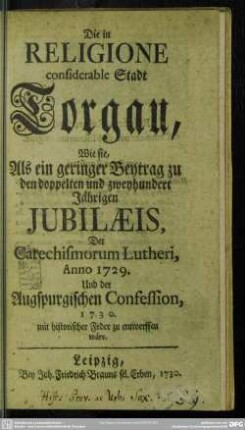 Die in
RELIGIONE
considerable Stadt
Torgau,
Wie sie,
Als ein geringer Beytrag zu
den doppelten und zweyhundert
Jährigen
JUBILÆIS,
Der
Catechismorum Lutheri,
Anno 1729.
Und der
Augspurgischen Confession,
1730.
mit historischer Feder zu entwerffen
wäre.
Leipzig,
Bey Joh. Friedrich Brauns sel. Erben, 1730.